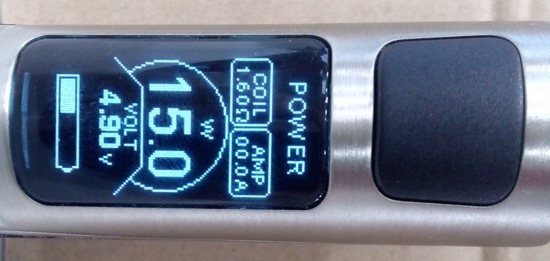 POWER
COIL
1.60Ω
AMP
00.0A
W
15.0
VOLT
4.90V